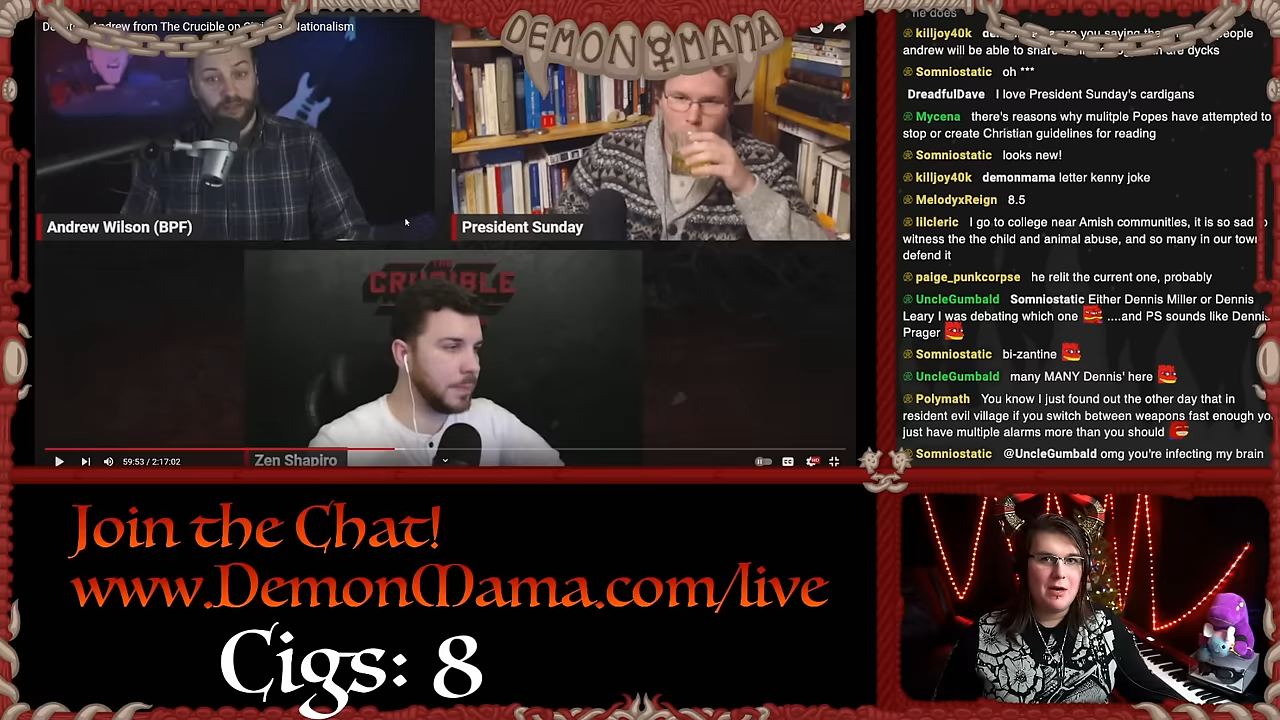 Andrew from The Crucible on
Nationalism
DEMON MAMA
Andrew Wilson (BPF)
President Sunday
THE
CRUCIBLE
Zen Shapiro
59:53 / 2:17:02
CC
HD
he does
killjoy40k
you saying
people
andrew will be able to
are dycks
Somniostatic oh ***
DreadfulDave I love President Sunday's cardigans
Mycena there's reasons why mulitple Popes have attempted to
stop or create Christian guidelines for reading
Somniostatic looks new!
killjoy40k demonmama letter kenny joke
MelodyxReign 8.5
lilcleric I go to college near Amish communities, it is so sad
witness the the child and animal abuse, and so many in our town
defend it
paige_punkcorpse he relit the current one, probably
UncleGumbald Somniostatic Either Dennis Miller or Dennis
Leary I was debating which one ....and PS sounds like Dennis
Prager
Somniostatic bi-zantine
UncleGumbald many MANY Dennis' here
Polymath You know I just found out the other day that in
resident evil village if you switch between weapons fast enough yo
just have multiple alarms more than you should
Somniostatic @UncleGumbald omg you're infecting my brain
Join the Chat!
www.DemonMama.com/live
Cigs: 8